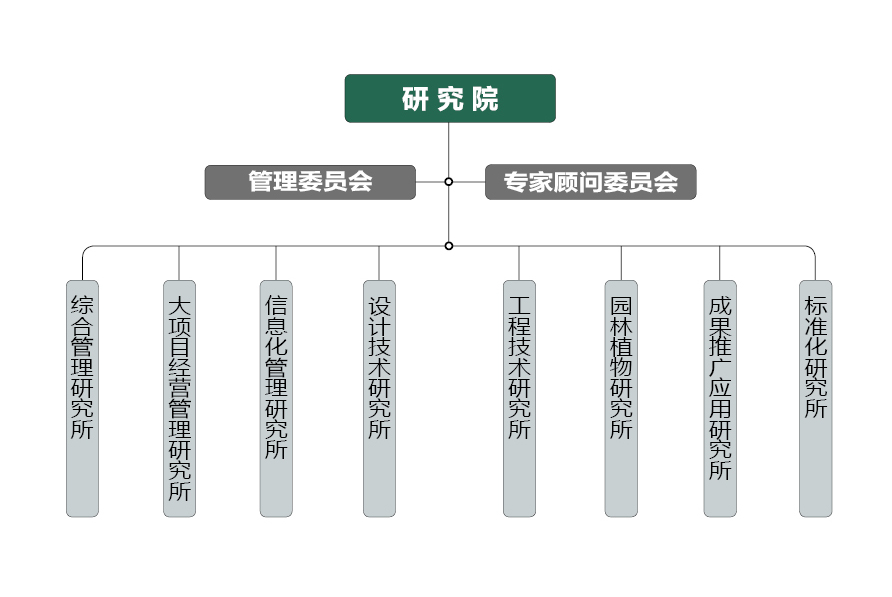 研究院
管理委员会
专家顾问委员会
综合管理研究所
大项目经营管理研究所
信息化管理研究所
设计技术研究所
工程技术研究所
园林植物研究所
成果推广应用研究所
标准化研究所